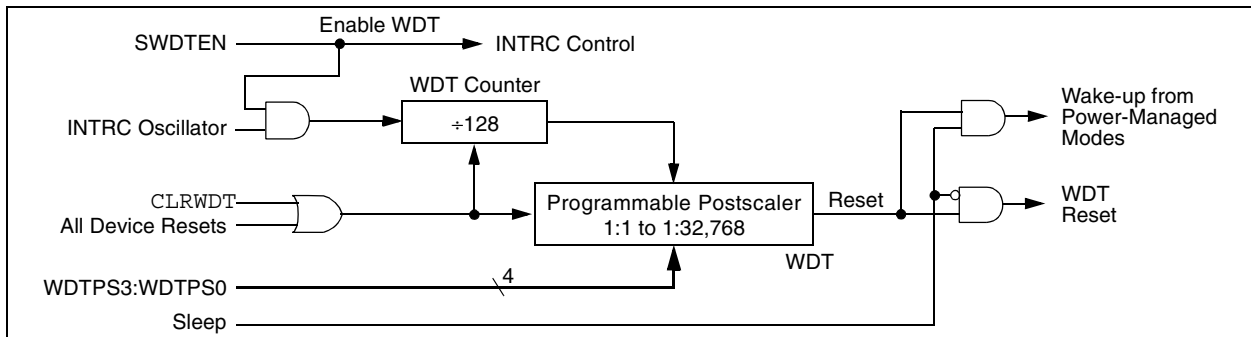 Enable WDT
SWDTEN
INTRC Control
WDT Counter
INTRC Oscillator
÷128
Wake-up from
Power-Managed
Modes
CLRWDT
All Device Resets
Programmable Postscaler
1:1 to 1:32,768
Reset
WDT
Reset
WDT
4
WDTPS3:WDTPS0
Sleep